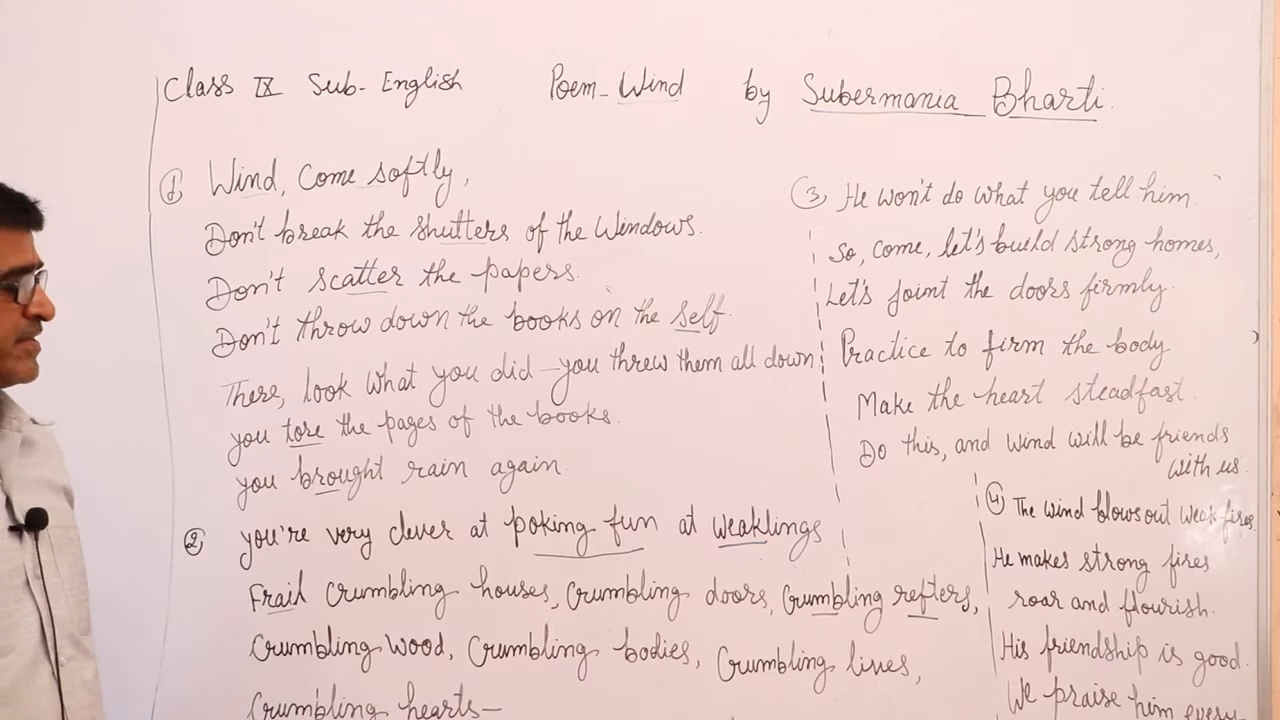 Class IX Sub- English Poem- Wind by Subermania Bharti.
① Wind, Come softly,
Don't break the shutters of the Windows.
Don't scatter the papers.
Don't throw down the books on the self.
There, look what you did - you threw them all down.
you tore the pages of the books.
you brought rain again.
② you're very clever at poking fun at weaklings
Frail crumbling houses, crumbling doors, crumbling refters,
Crumbling wood, crumbling bodies, crumbling lives,
Crumbling hearts-
③ He won't do what you tell him.
So, come, let's build strong homes,
Let's joint the doors firmly.
Practice to firm the body.
Make the heart steadfast.
Do this, and wind will be friends
with us.
④ The wind blows out weak fires.
He makes strong fires
roar and flourish.
His friendship is good.
We praise him every-